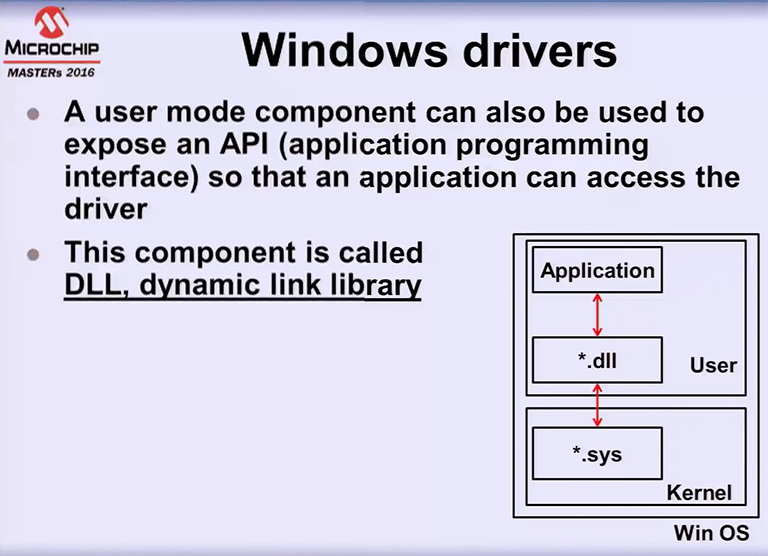 MICROCHIP
MASTERs 2016
Windows drivers
A user mode component can also be used to
expose an API (application programming
interface) so that an application can access the
driver
This component is called
DLL, dynamic link library
Application
*.dll
User
*.sys
Kernel
Win OS